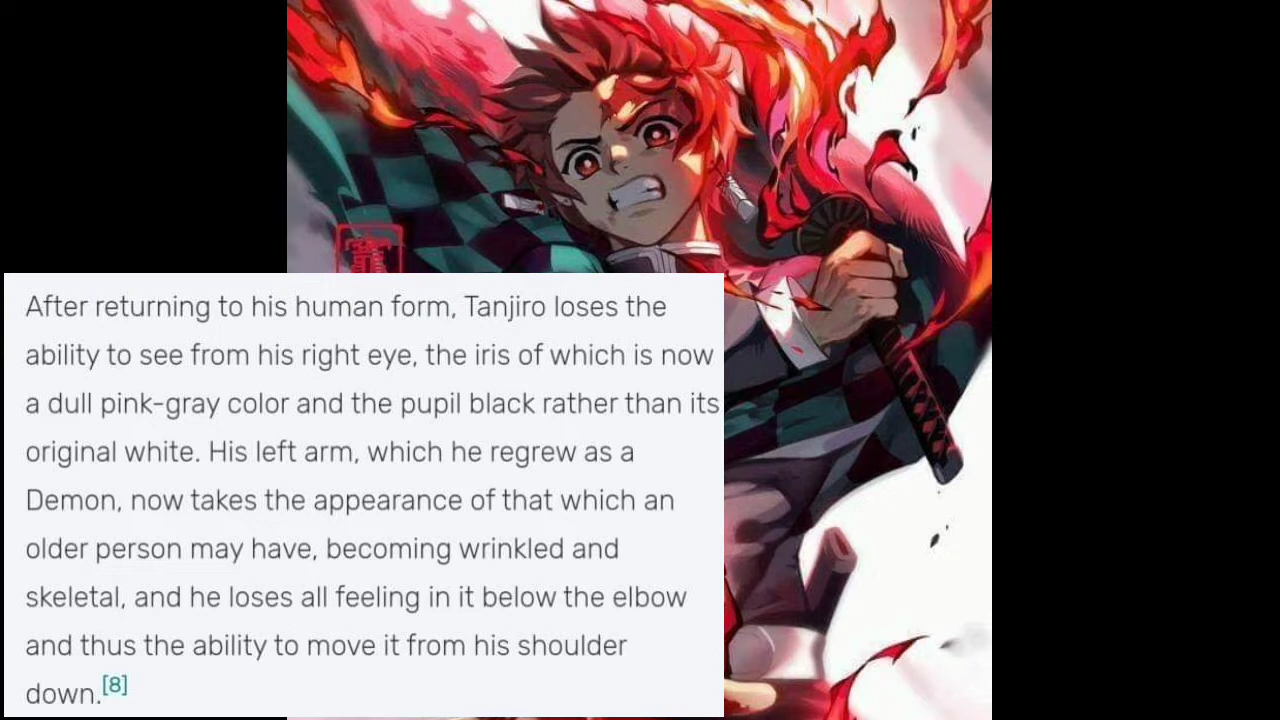 After returning to his human form, Tanjiro loses the
ability to see from his right eye, the iris of which is now
a dull pink-gray color and the pupil black rather than its
original white. His left arm, which he regrew as a
Demon, now takes the appearance of that which an
older person may have, becoming wrinkled and
skeletal, and he loses all feeling in it below the elbow
and thus the ability to move it from his shoulder
down.[8]